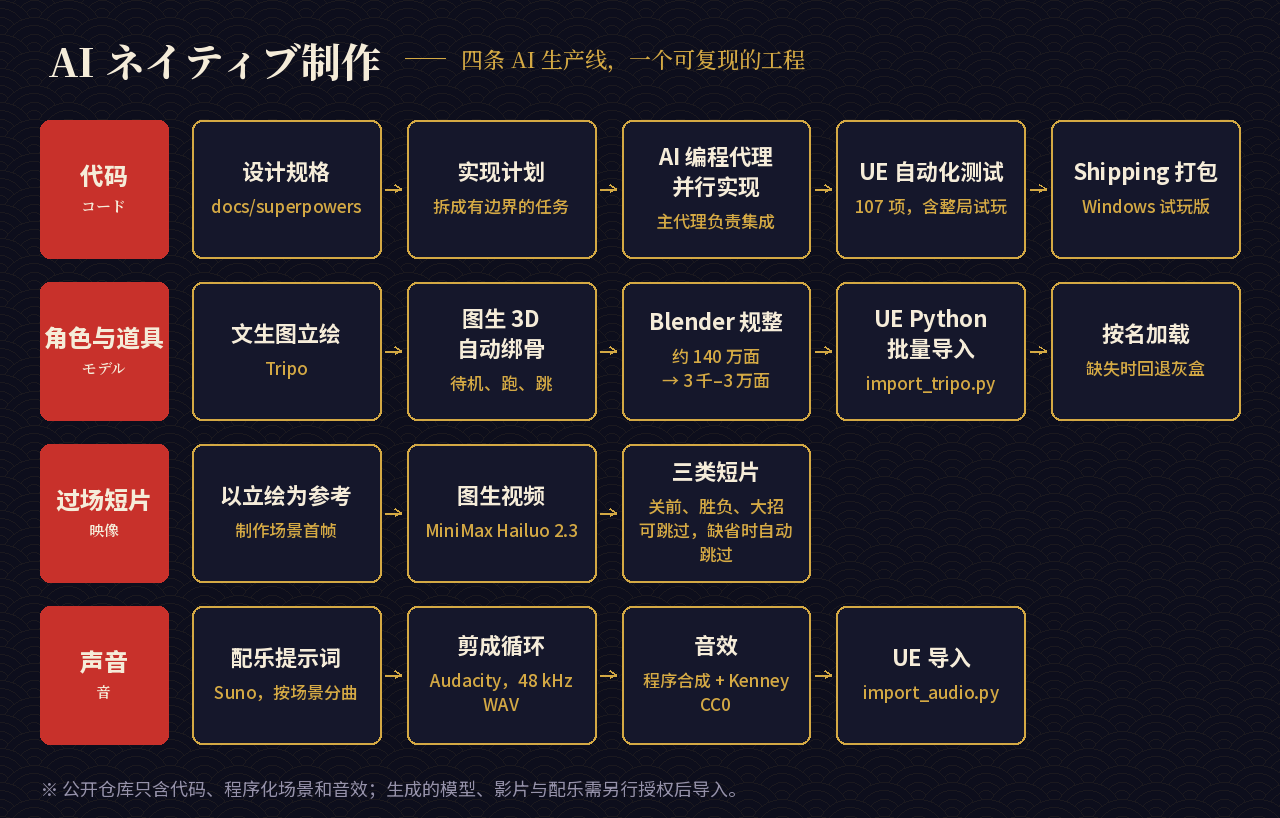 AI ネイティブ制作 —— 四条 AI 生产线，一个可复现的工程
代码
コード
设计规格
docs/superpowers
实现计划
拆成有边界的任务
AI 编程代理
并行实现
主代理负责集成
UE 自动化测试
107 项，含整局试玩
Shipping 打包
Windows 试玩版
角色与道具
モデル
文生图立绘
Tripo
图生 3D
自动绑骨
待机、跑、跳
Blender 规整
约 140 万面
→ 3 千–3 万面
UE Python
批量导入
import_tripo.py
按名加载
缺失时回退灰盒
过场短片
映像
以立绘为参考
制作场景首帧
图生视频
MiniMax Hailuo 2.3
三类短片
关前、胜负、大招
可跳过，缺省时自动
跳过
声音
音
配乐提示词
Suno，按场景分曲
剪成循环
Audacity，48 kHz
WAV
音效
程序合成 + Kenney
CC0
UE 导入
import_audio.py
※ 公开仓库只含代码、程序化场景和音效；生成的模型、影片与配乐需另行授权后导入。